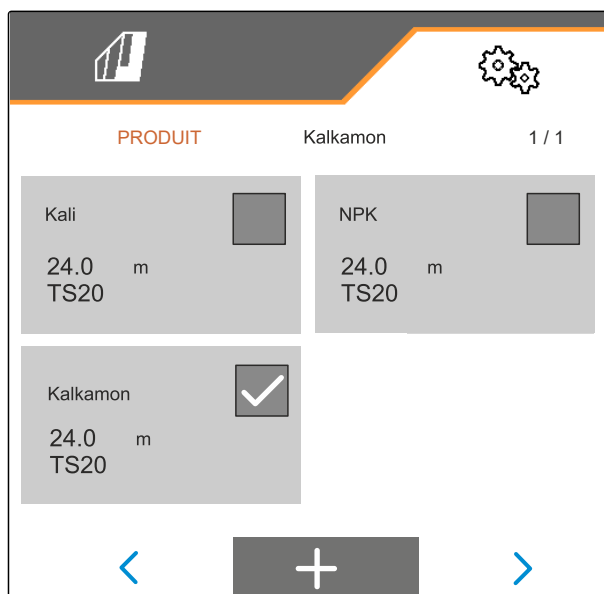 PRODUIT Kalkamon 1 / 1
Kali
24.0 m
TS20
NPK
24.0 m
TS20
Kalkamon
24.0 m
TS20